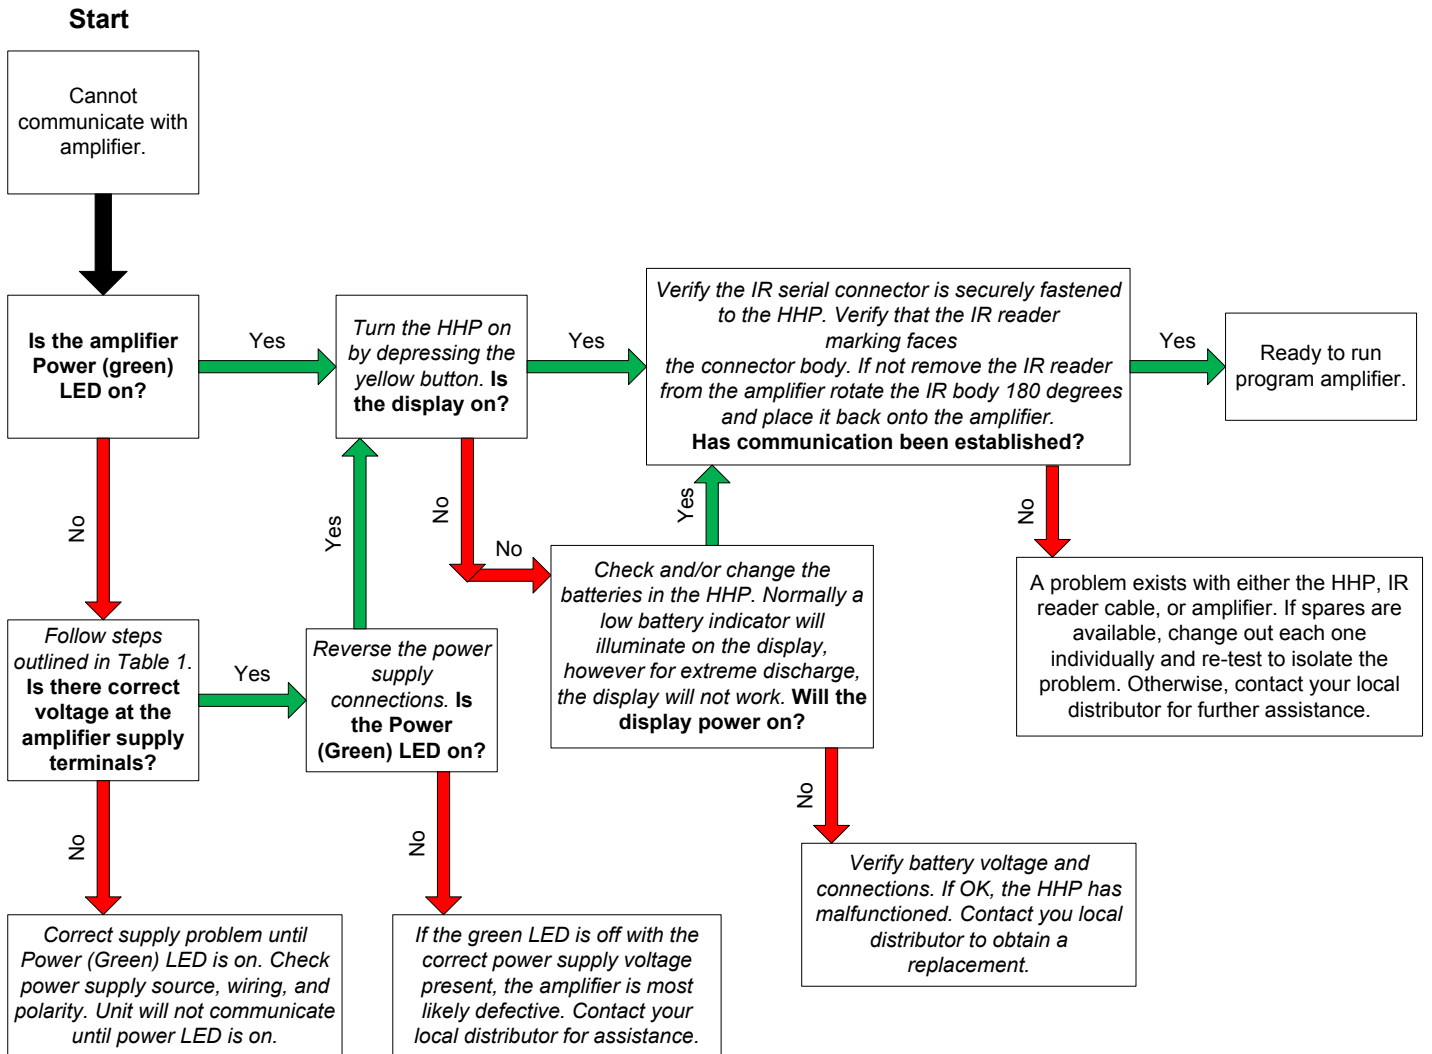 Start
Cannot
communicate with
amplifier.
Is the amplifier
Power (green)
LED on?
Yes
Turn the HHP on
by depressing the
yellow button. Is
the display on?
Yes
Verify the IR serial connector is securely fastened
to the HHP. Verify that the IR reader
marking faces
the connector body. If not remove the IR reader
from the amplifier rotate the IR body 180 degrees
and place it back onto the amplifier.
Has communication been established?
Yes
Ready to run
program amplifier.
No
Yes
No
No
Yes
No
Follow steps
outlined in Table 1.
Is there correct
voltage at the
amplifier supply
terminals?
Yes
Reverse the power
supply
connections. Is
the Power
(Green) LED on?
Check and/or change the
batteries in the HHP. Normally a
low battery indicator will
illuminate on the display,
however for extreme discharge,
the display will not work. Will the
display power on?
A problem exists with either the HHP, IR
reader cable, or amplifier. If spares are
available, change out each one
individually and re-test to isolate the
problem. Otherwise, contact your local
distributor for further assistance.
No
No
No
Correct supply problem until
Power (Green) LED is on. Check
power supply source, wiring, and
polarity. Unit will not communicate
until power LED is on.
If the green LED is off with the
correct power supply voltage
present, the amplifier is most
likely defective. Contact your
local distributor for assistance.
Verify battery voltage and
connections. If OK, the HHP has
malfunctioned. Contact you local
distributor to obtain a
replacement.